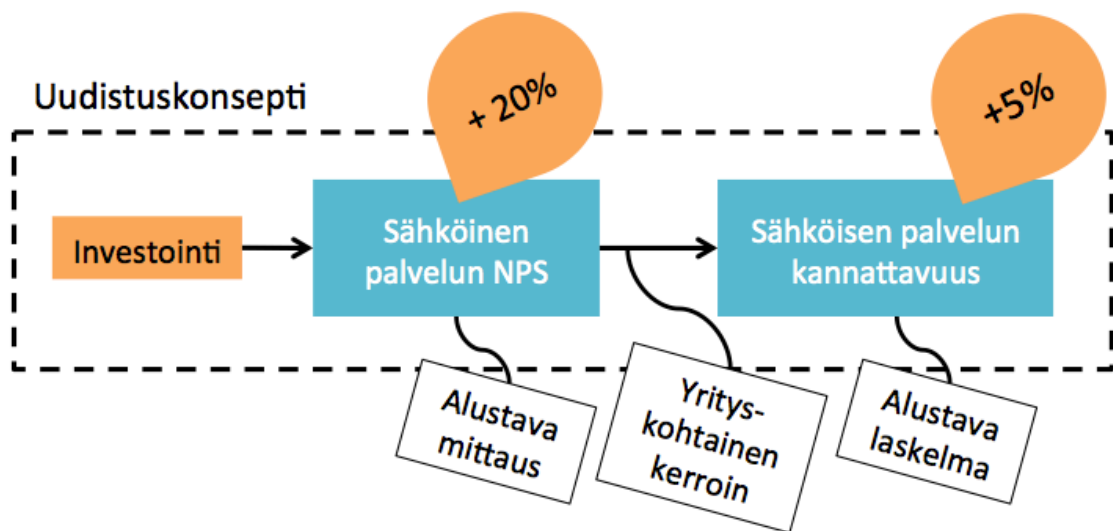 Uudistuskonsepti
+ 20%
+5%
Investointi
Sähköinen
palvelun NPS
Sähköisen palvelun
kannattavuus
Alustava
mittaus
Yritys-
kohtainen
kerroin
Alustava
laskelma